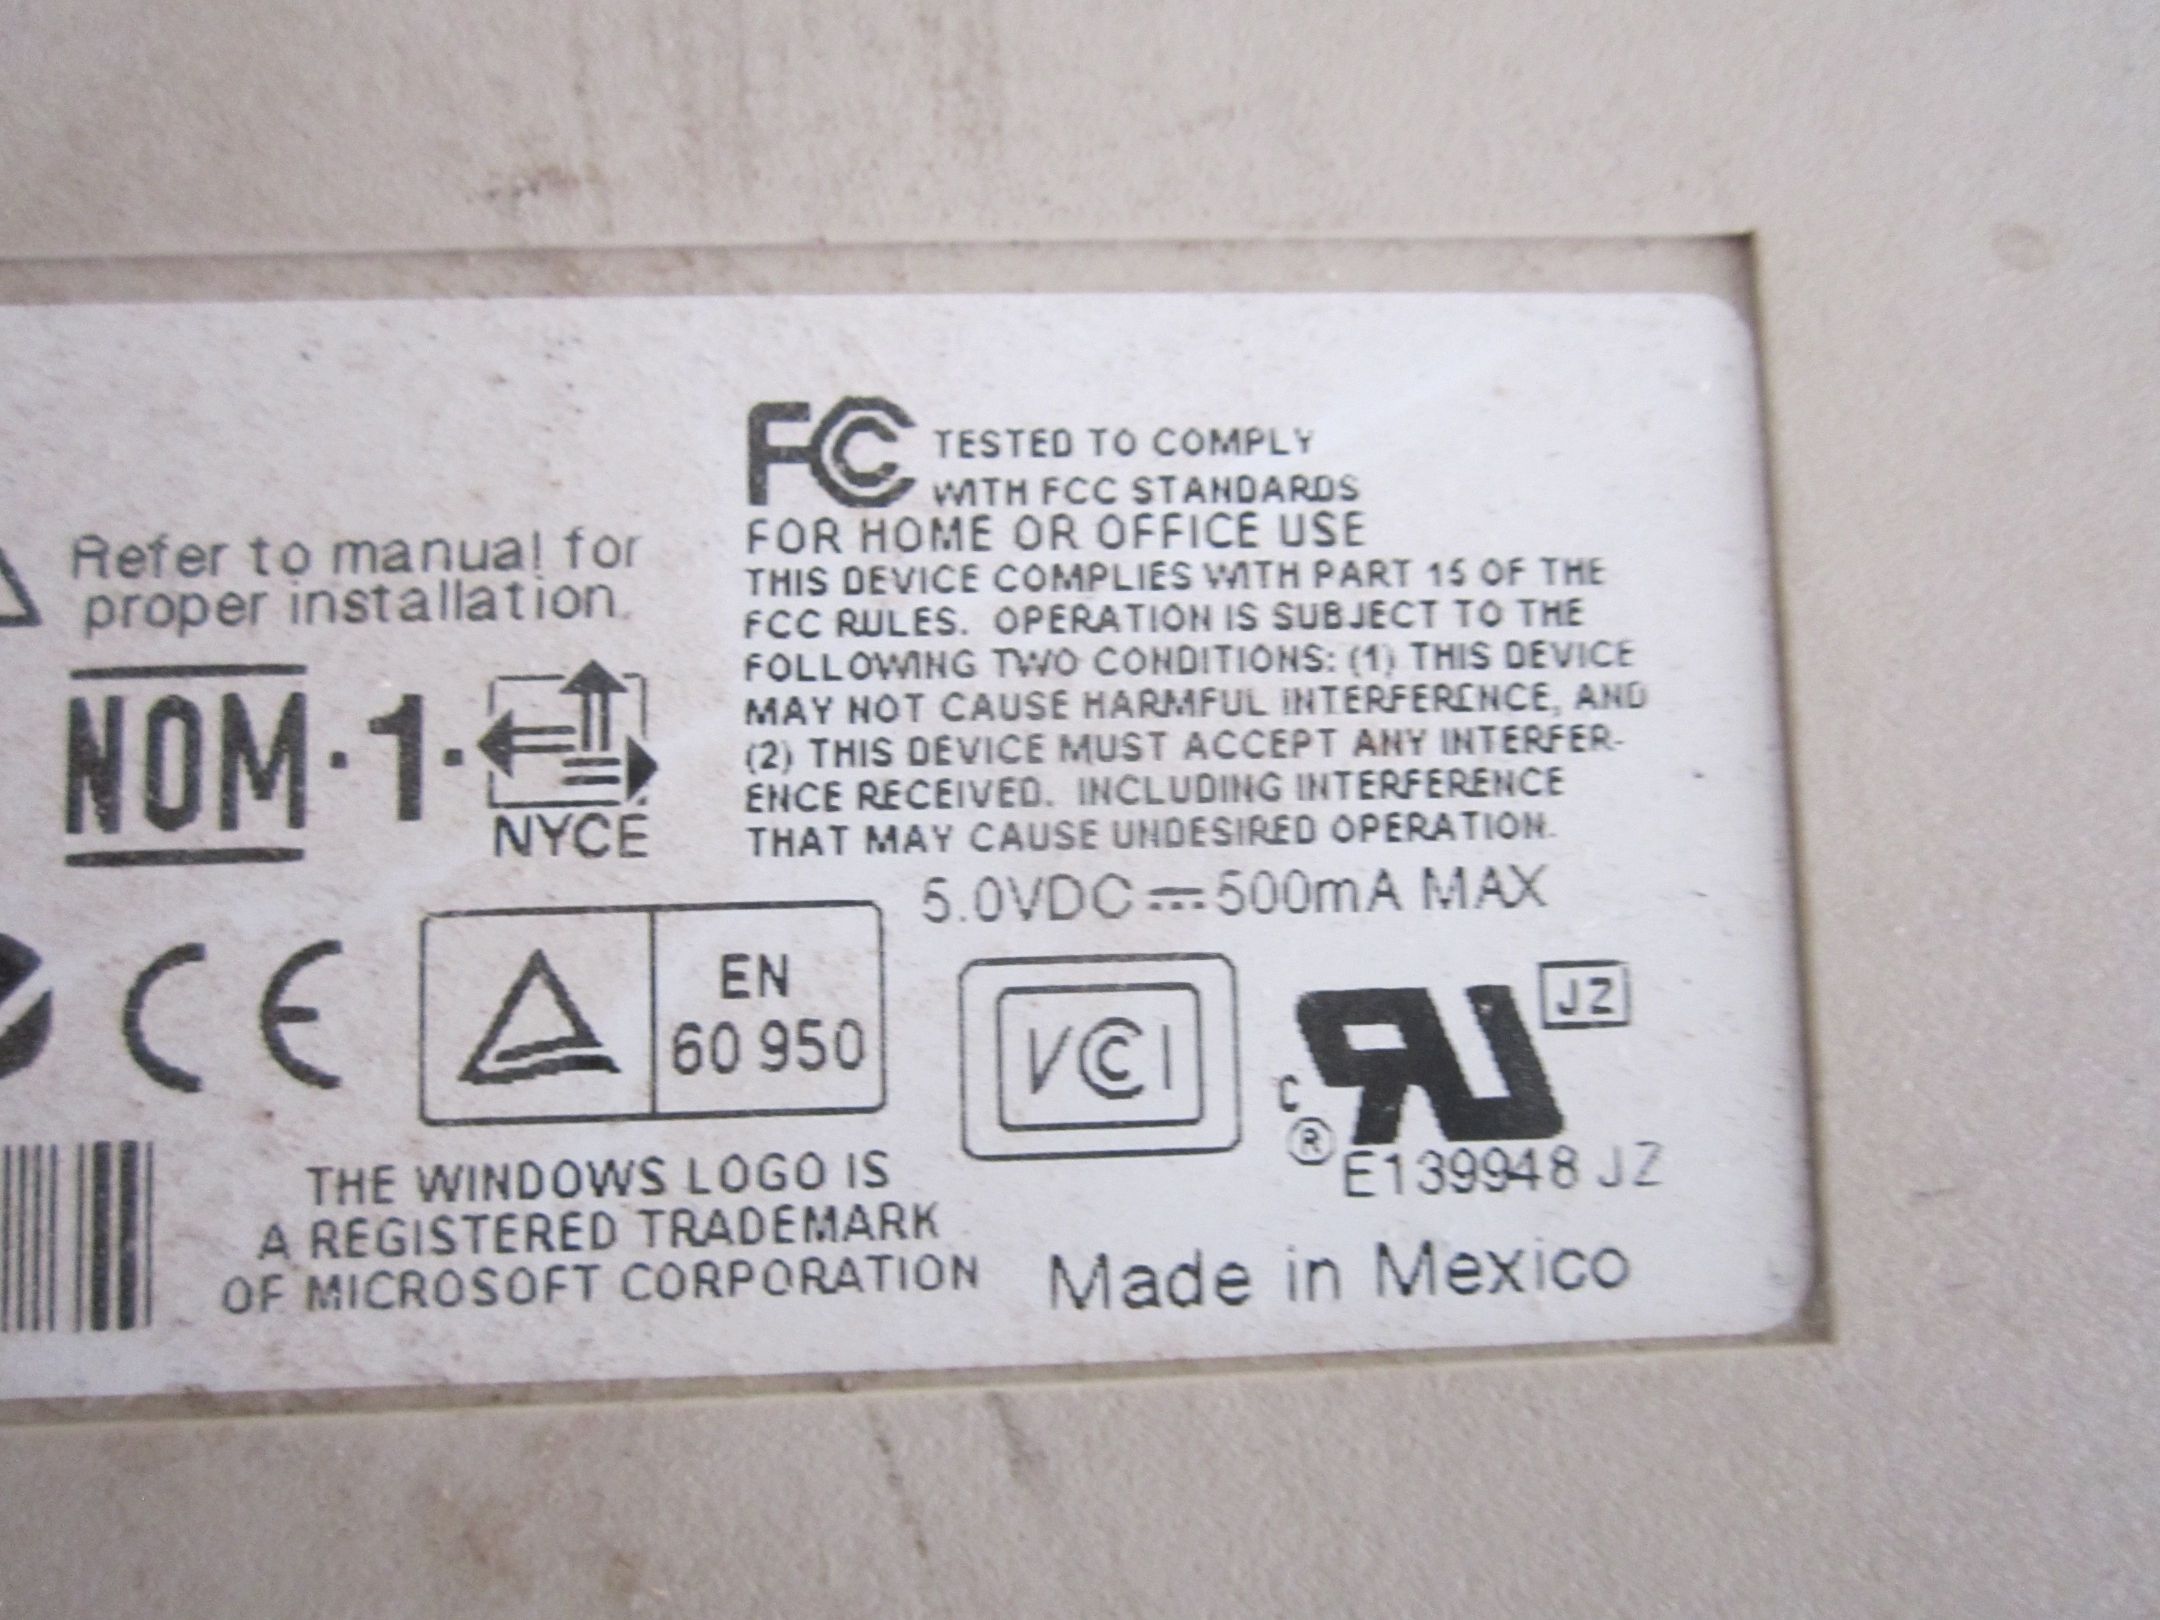 FC TESTED TO COMPLY
WITH FCC STANDARDS
FOR HOME OR OFFICE USE
THIS DEVICE COMPLIES WITH PART 15 OF THE
FCC RULES. OPERATION IS SUBJECT TO THE
FOLLOWING TWO CONDITIONS: (1) THIS DEVICE
MAY NOT CAUSE HARMFUL INTERFERENCE, AND
(2) THIS DEVICE MUST ACCEPT ANY INTERFER-
ENCE RECEIVED. INCLUDING INTERFERENCE
THAT MAY CAUSE UNDESIRED OPERATION.
5.0VDC 500mA MAX
Refer to manual for
proper installation.
NOM·1·
NYCE
CE
EN
60 950
VCCI
JZ
C
®
E139948 JZ
THE WINDOWS LOGO IS
A REGISTERED TRADEMARK
OF MICROSOFT CORPORATION
Made in Mexico